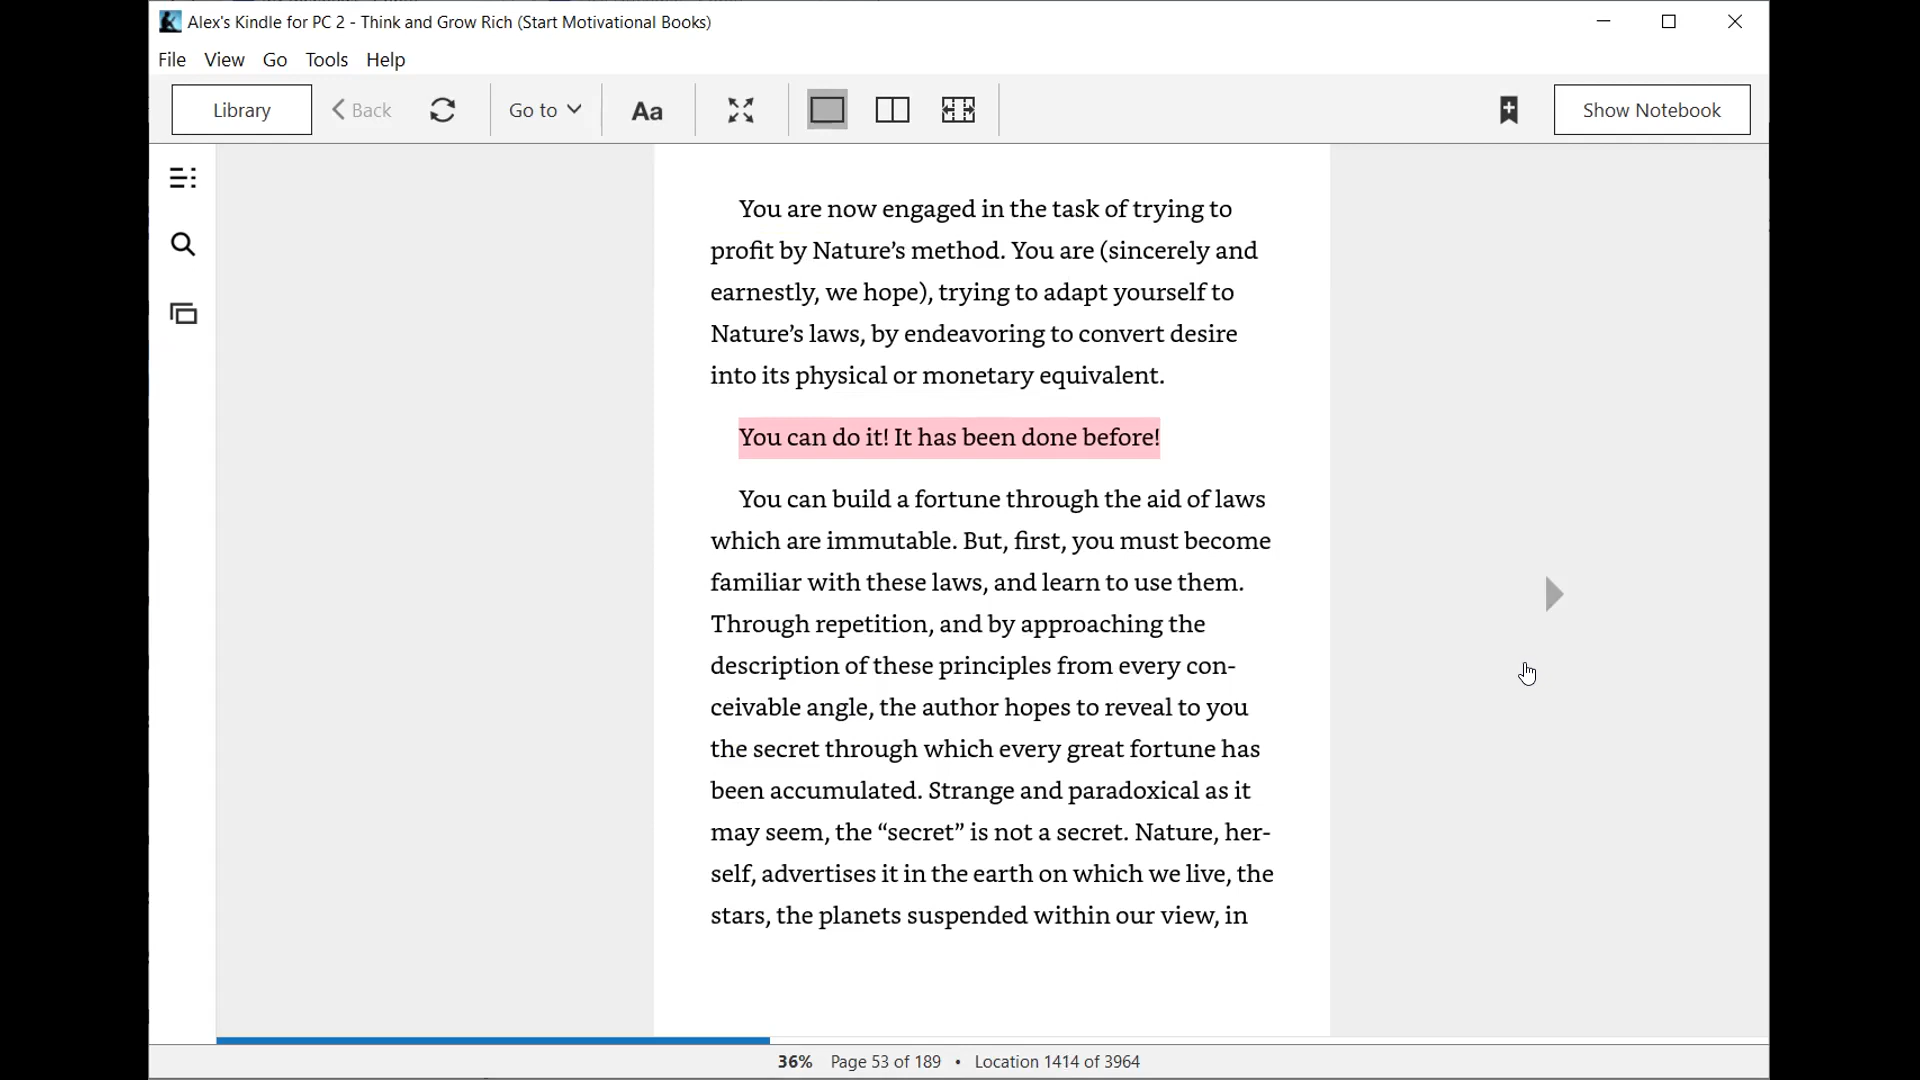 Alex's Kindle for PC 2 - Think and Grow Rich (Start Motivational Books)
File View Go Tools Help
Library Back Go to Aa Show Notebook
You are now engaged in the task of trying to
profit by Nature’s method. You are (sincerely and
earnestly, we hope), trying to adapt yourself to
Nature’s laws, by endeavoring to convert desire
into its physical or monetary equivalent.
You can do it! It has been done before!
You can build a fortune through the aid of laws
which are immutable. But, first, you must become
familiar with these laws, and learn to use them.
Through repetition, and by approaching the
description of these principles from every con-
ceivable angle, the author hopes to reveal to you
the secret through which every great fortune has
been accumulated. Strange and paradoxical as it
may seem, the “secret” is not a secret. Nature, her-
self, advertises it in the earth on which we live, the
stars, the planets suspended within our view, in
36% Page 53 of 189 • Location 1414 of 3964